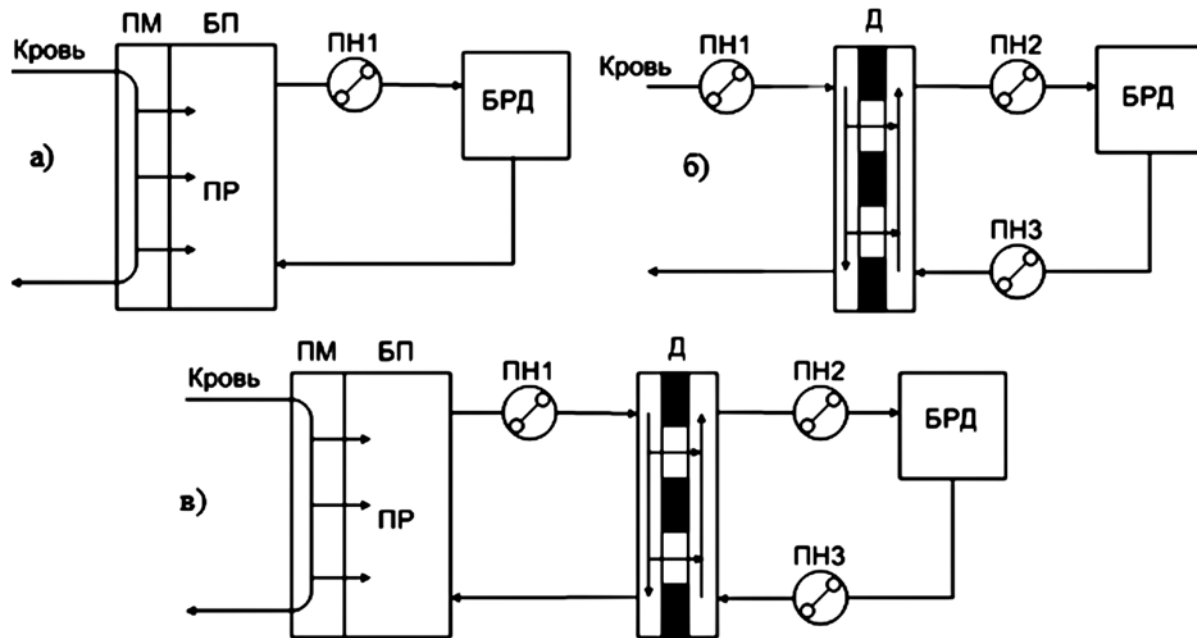 ПМ БП
Кровь
ПН1
БРД
а)
ПР
Д
ПН1
ПН2
Кровь
БРД
б)
ПН3
ПМ БП
Д
Кровь
ПН1
ПН2
БРД
в)
ПР
ПН3